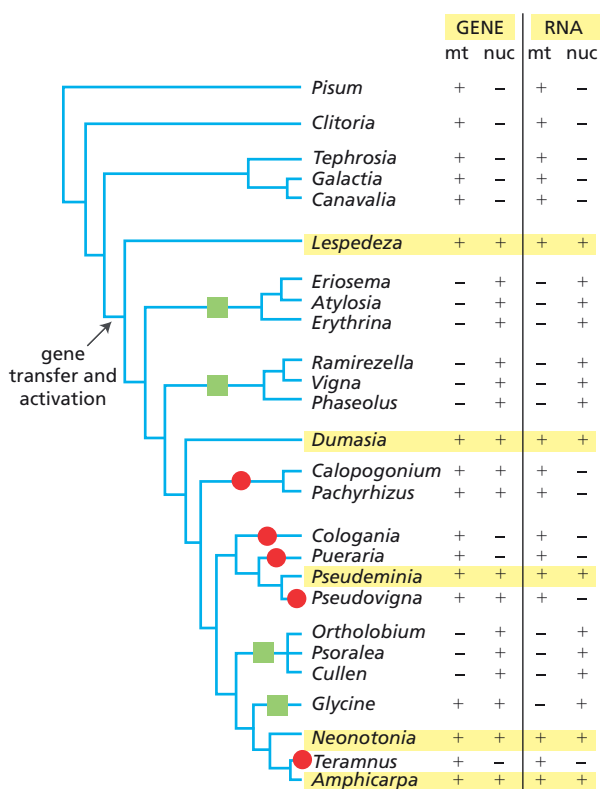 GENE RNA
mt nuc mt nuc
Pisum + – + –
Clitoria + – + –
Tephrosia + – + –
Galactia + – + –
Canavalia + – + –
Lespedeza + + + +
Eriosema – + – +
Atylosia – + – +
Erythrina – + – +
gene
transfer and
activation
Ramirezella – + – +
Vigna – + – +
Phaseolus – + – +
Dumasia + + + +
Calopogonium + + + –
Pachyrhizus + + + –
Cologania + – + –
Pueraria + – + –
Pseudeminia + + + +
Pseudovigna + + + –
Ortholobium – + – +
Psoralea – + – +
Cullen – + – +
Glycine + + – +
Neonotonia + + + +
Teramnus + – + –
Amphicarpa + + + +